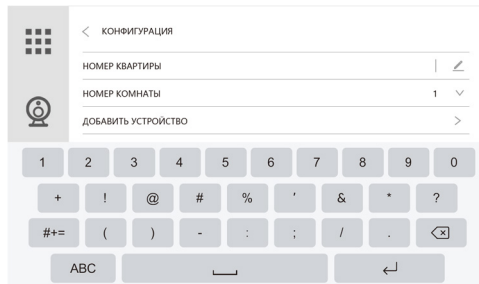 КОНФИГУРАЦИЯ
НОМЕР КВАРТИРЫ
НОМЕР КОМНАТЫ 1
ДОБАВИТЬ УСТРОЙСТВО
1 2 3 4 5 6 7 8 9 0
+ ! @ # % ' & * ?
#+= ( ) - : ; / .
ABC